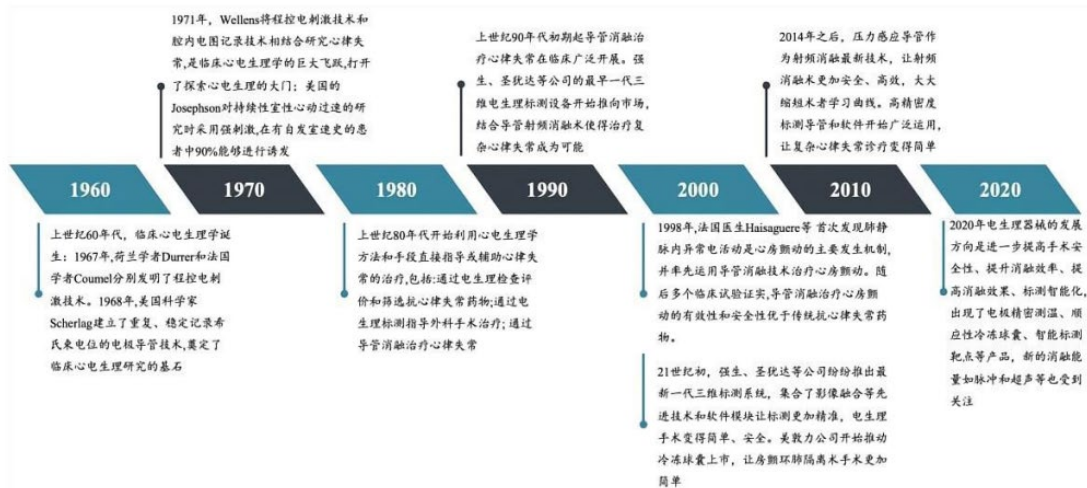 1971年，Wellens将程控电刺激技术和
腔内电图记录技术相结合研究心律失
常,是临床心电生理学的巨大飞跃,打开
了探索心电生理的大门；美国的
Josephson对持续性室性心动过速的研
究时采用强刺激,在有自发室速史的患
者中90%能够进行诱发
上世纪90年代初期起导管消融治
疗心律失常在临床广泛开展。强
生、圣犹达等公司的最早一代三
维电生理标测设备开始推向市场,
结合导管射频消融术使得治疗复
杂心律失常成为可能
2014年之后，压力感应导管作
为射频消融最新技术，让射频
消融术更加安全、高效，大大
缩短术者学习曲线。高精密度
标测导管和软件开始广泛运用,
让复杂心律失常诊疗变得简单
1960
1970
1980
1990
2000
2010
2020
上世纪60年代，临床心电生理学诞
生；1967年，荷兰学者Durrer和法国
学者Coumel分别发明了程控电刺
激技术。1968年,美国科学家
Scherlag建立了重复、稳定记录希
氏束电位的电极导管技术,奠定了
临床心电生理研究的基石
上世纪80年代开始利用心电生理学
方法和手段直接指导或辅助心律失
常的治疗,包括:通过电生理检查评
价和筛选抗心律失常药物;通过电
生理标测指导外科手术治疗；通过
导管消融治疗心律失常
1998年,法国医生Haisaguere等 首次发现肺静
脉内异常电活动是心房颤动的主要发生机制,
并率先运用导管消融技术治疗心房颤动。随
后多个临床试验证实,导管消融治疗心房颤
动的有效性和安全性优于传统抗心律失常药
物。
21世纪初，强生、圣犹达等公司纷纷推出最
新一代三维标测系统，集合了影像融合等先
进技术和软件模块让标测更加精准，电生理
手术变得简单、安全。美敦力公司开始推动
冷冻球囊上市，让房颤环肺隔离术手术更加
简单
2020年电生理器械的发展
方向是进一步提高手术安
全性、提升消融效率、提
高消融效果、标测智能化,
出现了电极精密测温、顺
应性冷冻球囊、智能标测
靶点等产品，新的消融能
量如脉冲和超声等也受到
关注